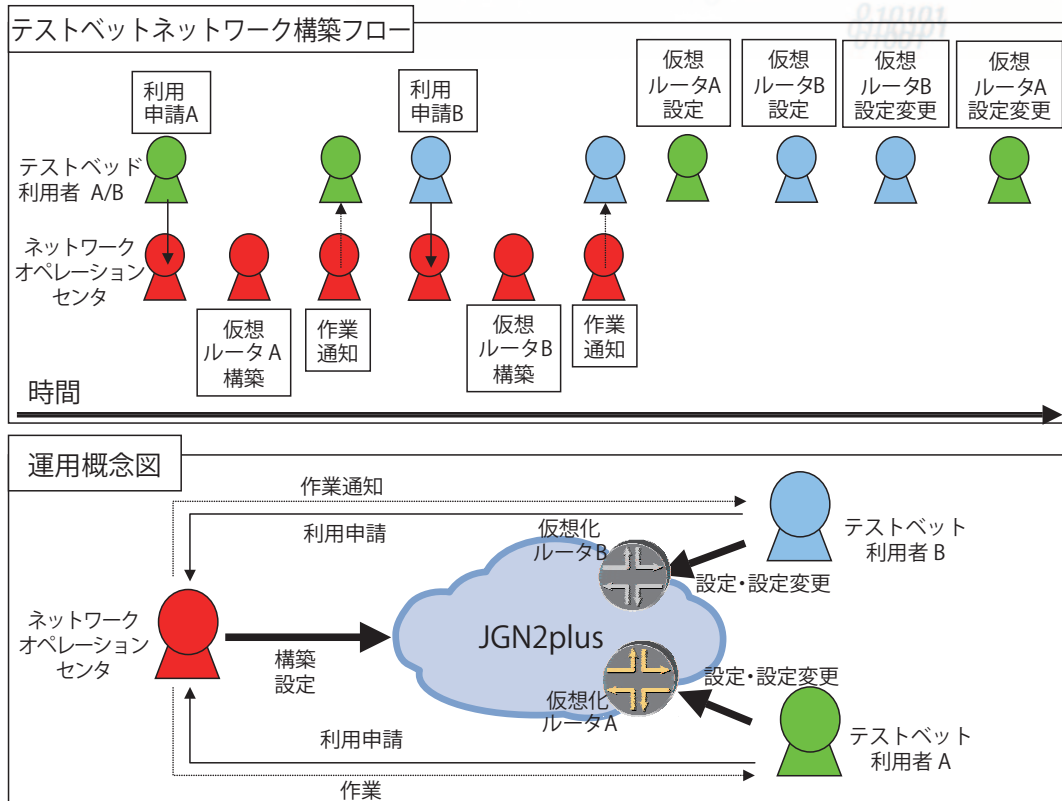 テストベットネットワーク構築フロー
利用
申請A
利用
申請B
仮想
ルータA
設定
仮想
ルータB
設定
仮想
ルータB
設定変更
仮想
ルータA
設定変更
テストベッド
利用者 A/B
ネットワーク
オペレーション
センタ
仮想
ルータ A
構築
作業
通知
仮想
ルータB
構築
作業
通知
時間
運用概念図
作業通知
利用申請
仮想化
ルータB
テストベット
利用者 B
設定・設定変更
ネットワーク
オペレーション
センタ
構築
設定
JGN2plus
設定・設定変更
仮想化
ルータA
利用申請
テストベット
利用者 A
作業